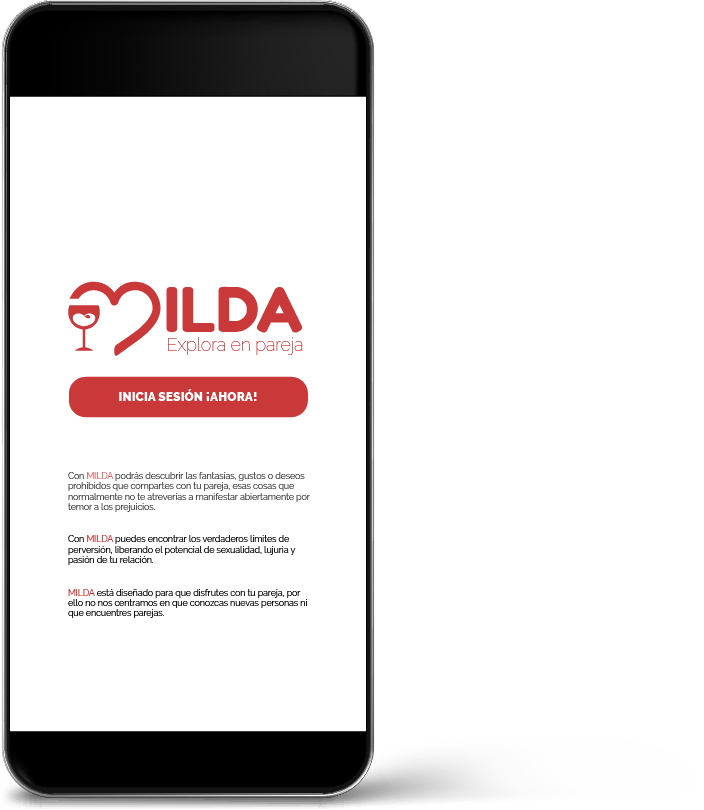 MILDA
Explora en pareja
INICIA SESIÓN ¡AHORA!
Con MILDA podrás descubrir las fantasías, gustos o deseos
prohibidos que compartes con tu pareja, esas cosas que
normalmente no te atreverías a manifestar abiertamente por
temor a los prejuicios.
Con MILDA puedes encontrar los verdaderos límites de
perversión, liberando el potencial de sexualidad, lujuria y
pasión de tu relación.
MILDA está diseñado para que disfrutes con tu pareja, por
ello no nos centramos en que conozcas nuevas personas ni
que encuentres parejas.